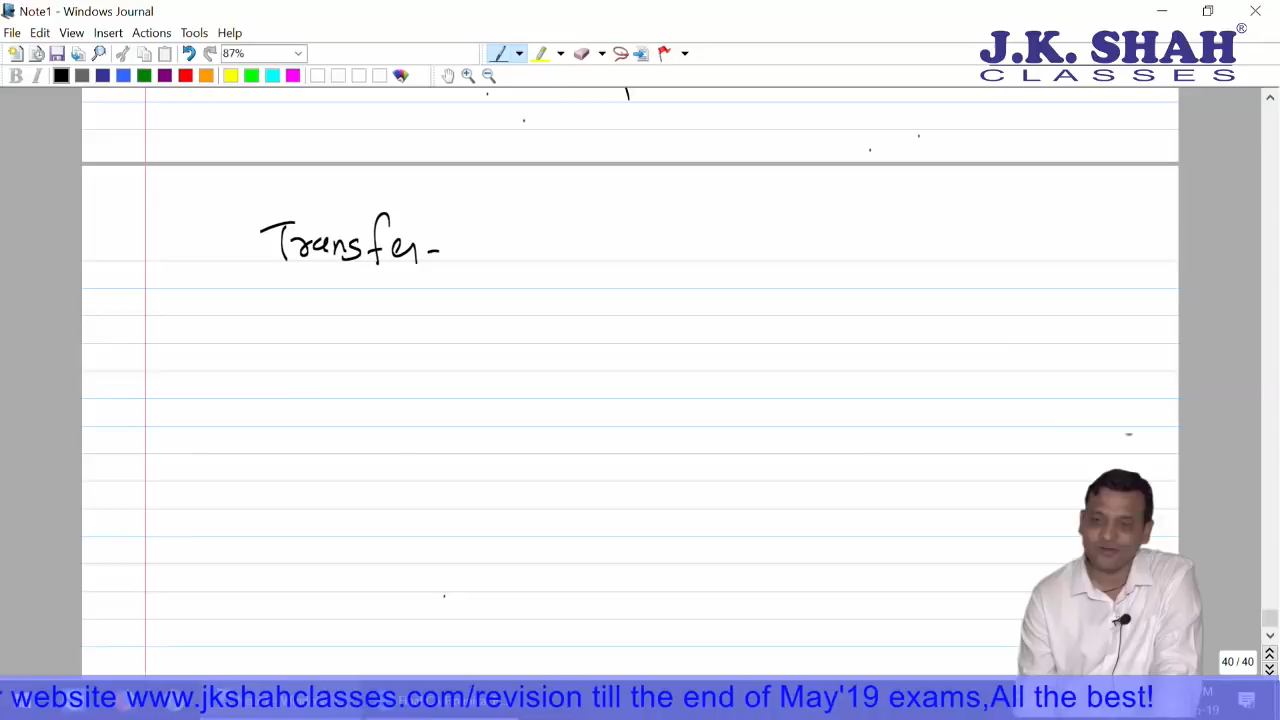 Note1 - Windows Journal
File Edit View Insert Actions Tools Help
87%
B I
J.K. SHAH®
CLASSES
Transfer-
40 / 40
website www.jkshahclasses.com/revision till the end of May'19 exams,All the best!